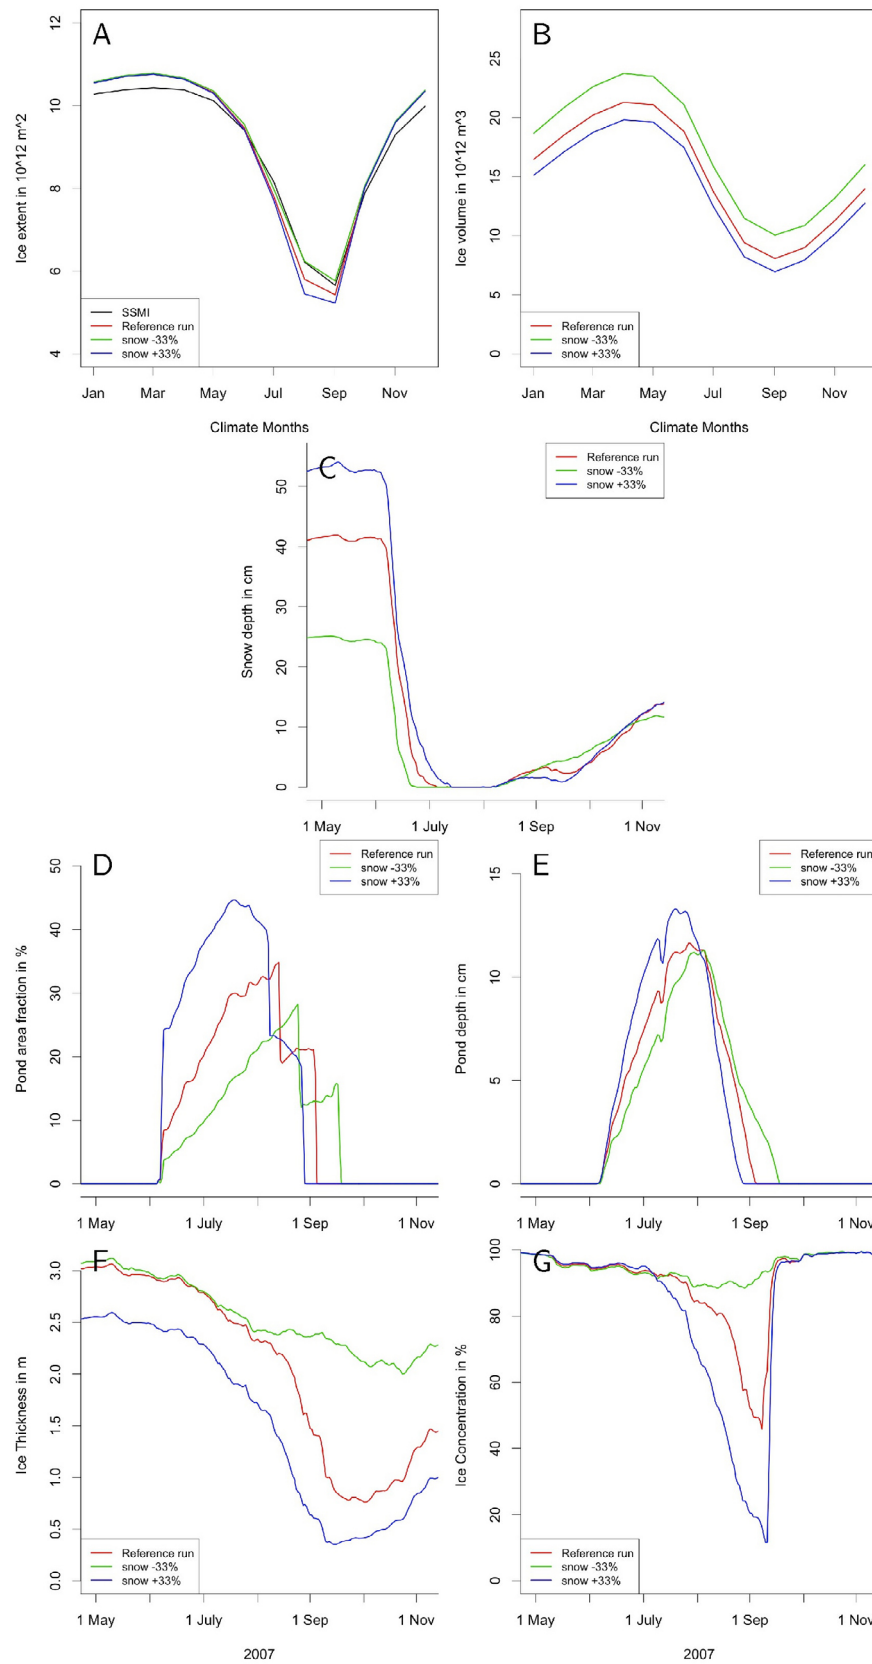 A
Ice extent in 10^12 m^2
12
10
8
6
4
SSMI
Reference run
snow -33%
snow +33%
Jan Mar May Jul Sep Nov
Climate Months
B
Ice volume in 10^12 m^3
25
20
15
10
5
0
Reference run
snow -33%
snow +33%
Jan Mar May Jul Sep Nov
Climate Months
C
Snow depth in cm
50
40
30
20
10
0
Reference run
snow -33%
snow +33%
1 May 1 July 1 Sep 1 Nov
D
Pond area fraction in %
50
40
30
20
10
0
Reference run
snow -33%
snow +33%
1 May 1 July 1 Sep 1 Nov
E
Pond depth in cm
15
10
5
0
Reference run
snow -33%
snow +33%
1 May 1 July 1 Sep 1 Nov
F
Ice Thickness in m
3.0
2.5
2.0
1.5
1.0
0.5
0.0
Reference run
snow -33%
snow +33%
1 May 1 July 1 Sep 1 Nov
2007
G
Ice Concentration in %
100
80
60
40
20
0
Reference run
snow -33%
snow +33%
1 May 1 July 1 Sep 1 Nov
2007